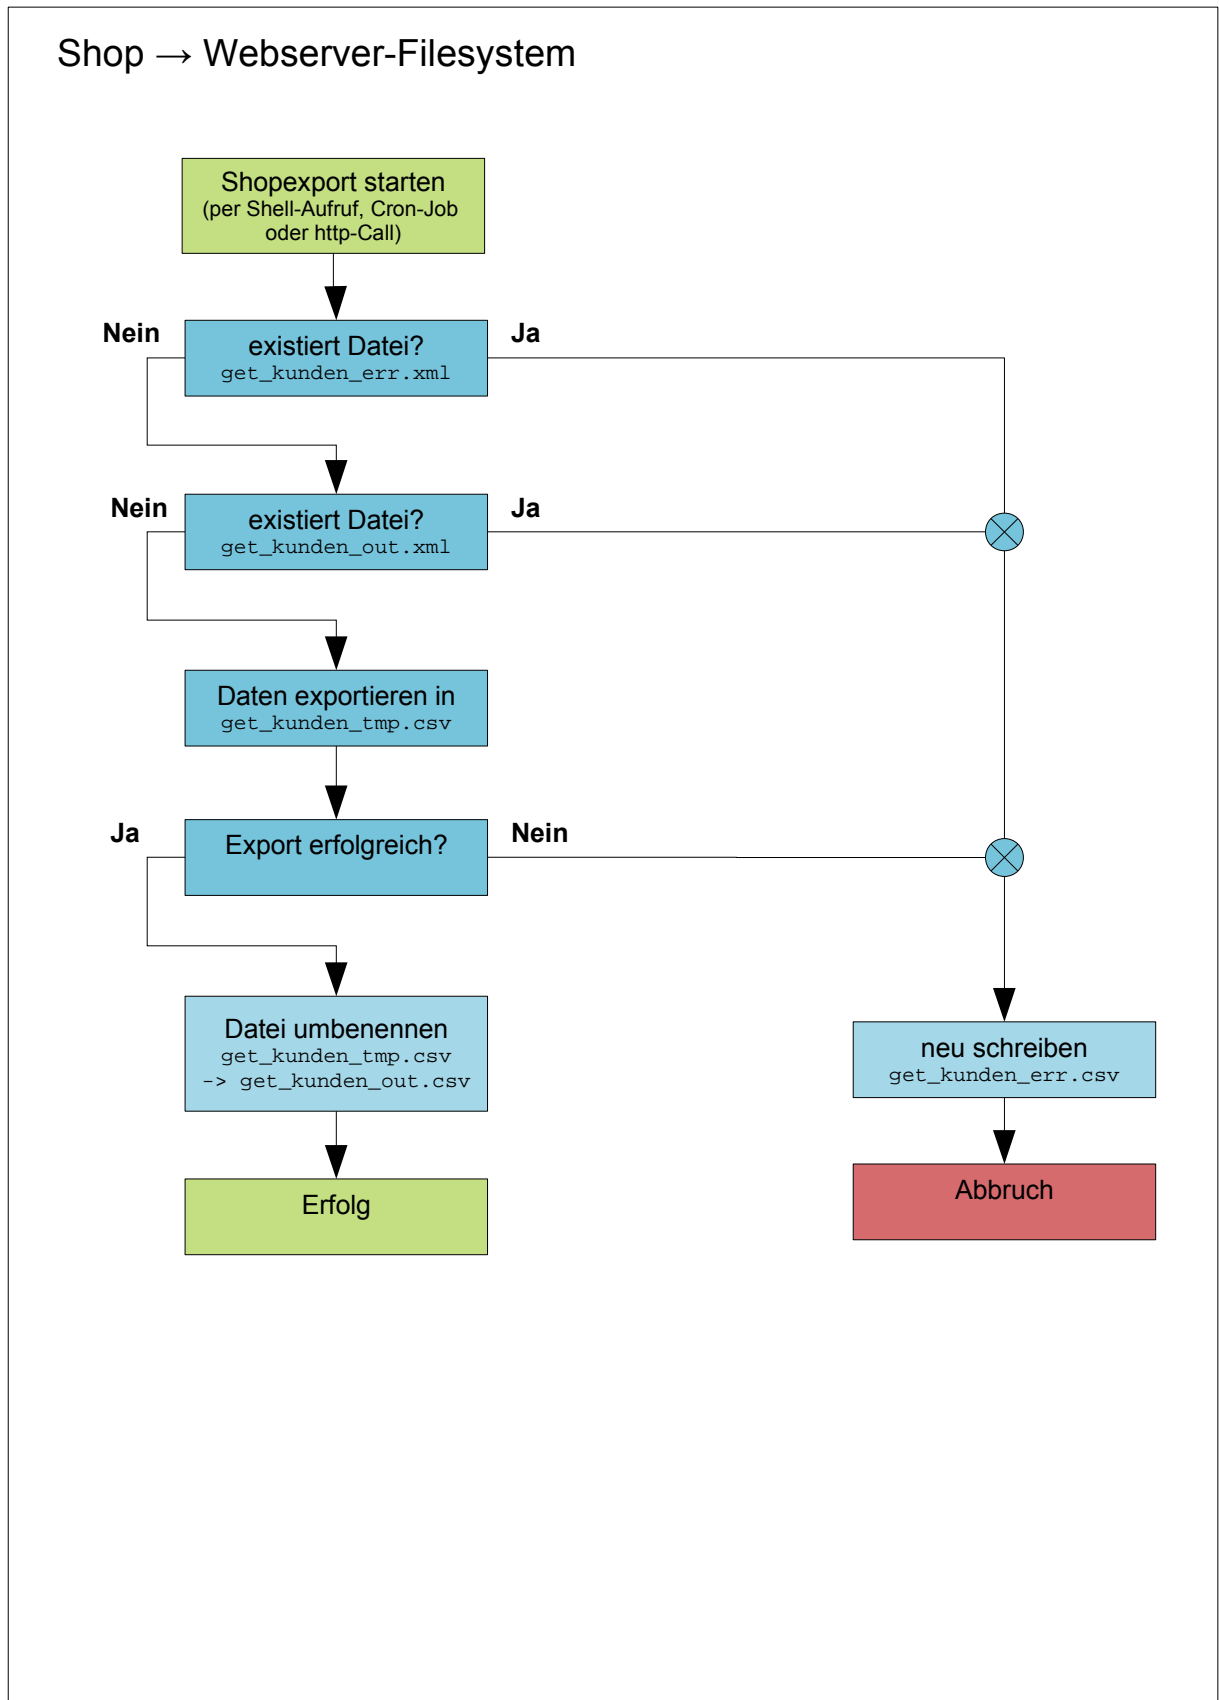 Shop → Webserver-Filesystem
Shopexport starten
(per Shell-Aufruf, Cron-Job
oder http-Call)
Nein
Ja
existiert Datei?
get_kunden_err.xml
Nein
Ja
existiert Datei?
get_kunden_out.xml
Daten exportieren in
get_kunden_tmp.csv
Ja
Nein
Export erfolgreich?
Datei umbenennen
get_kunden_tmp.csv
-> get_kunden_out.csv
neu schreiben
get_kunden_err.csv
Erfolg
Abbruch